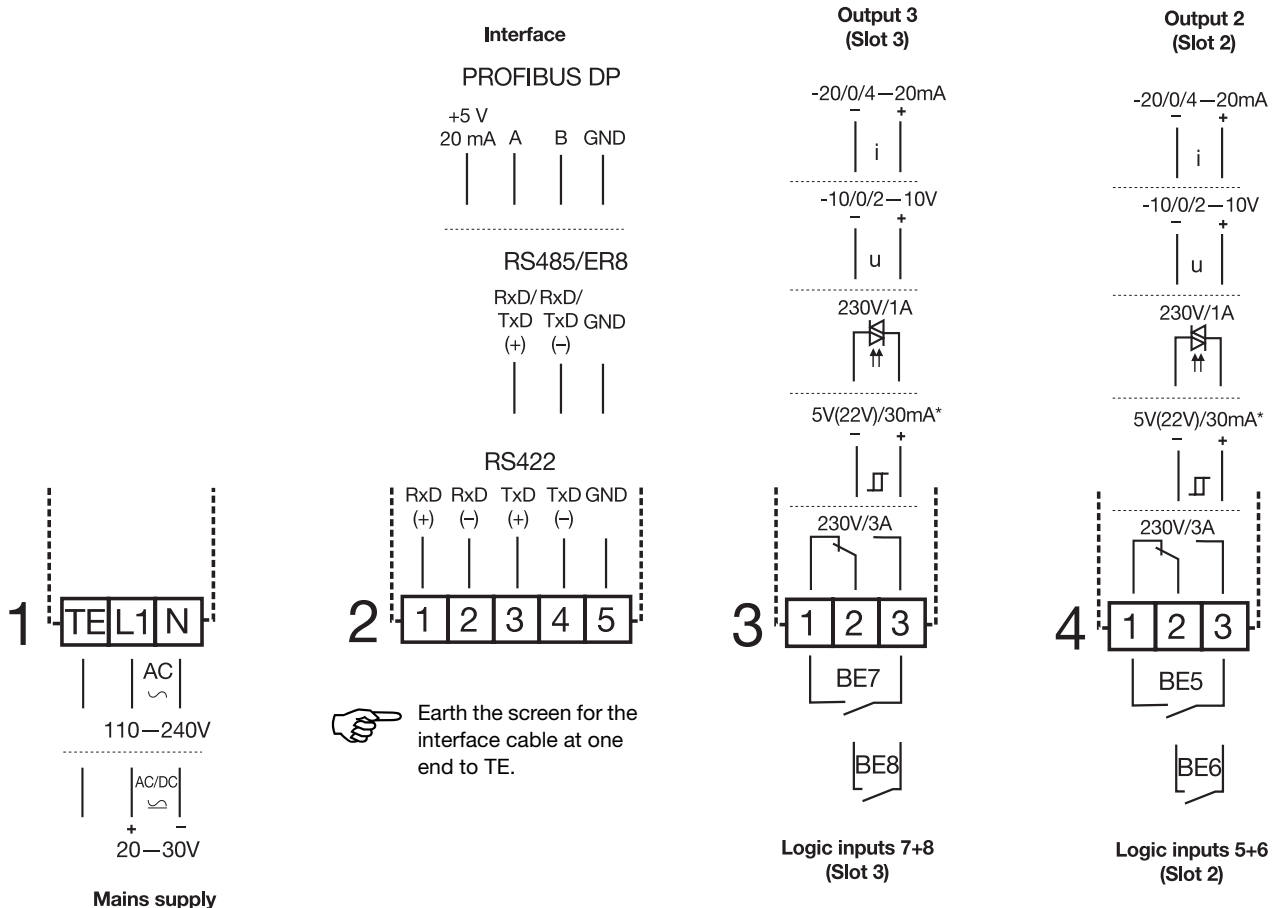 Interface
PROFIBUS DP
+5 V
20 mA A B GND
RS485/ER8
RxD/ RxD/
TxD TxD GND
(+) (–)
RS422
RxD RxD TxD TxD GND
(+) (–) (+) (–)
2 1 2 3 4 5
Earth the screen for the
interface cable at one
end to TE.
1 TE L1 N
AC
110—240V
AC/DC
+ –
20—30V
Mains supply
Output 3
(Slot 3)
-20/0/4—20mA
– +
i
-10/0/2—10V
– +
u
230V/1A
5V(22V)/30mA*
– +
230V/3A
3 1 2 3
BE7
BE8
Logic inputs 7+8
(Slot 3)
Output 2
(Slot 2)
-20/0/4—20mA
– +
i
-10/0/2—10V
– +
u
230V/1A
5V(22V)/30mA*
– +
230V/3A
4 1 2 3
BE5
BE6
Logic inputs 5+6
(Slot 2)